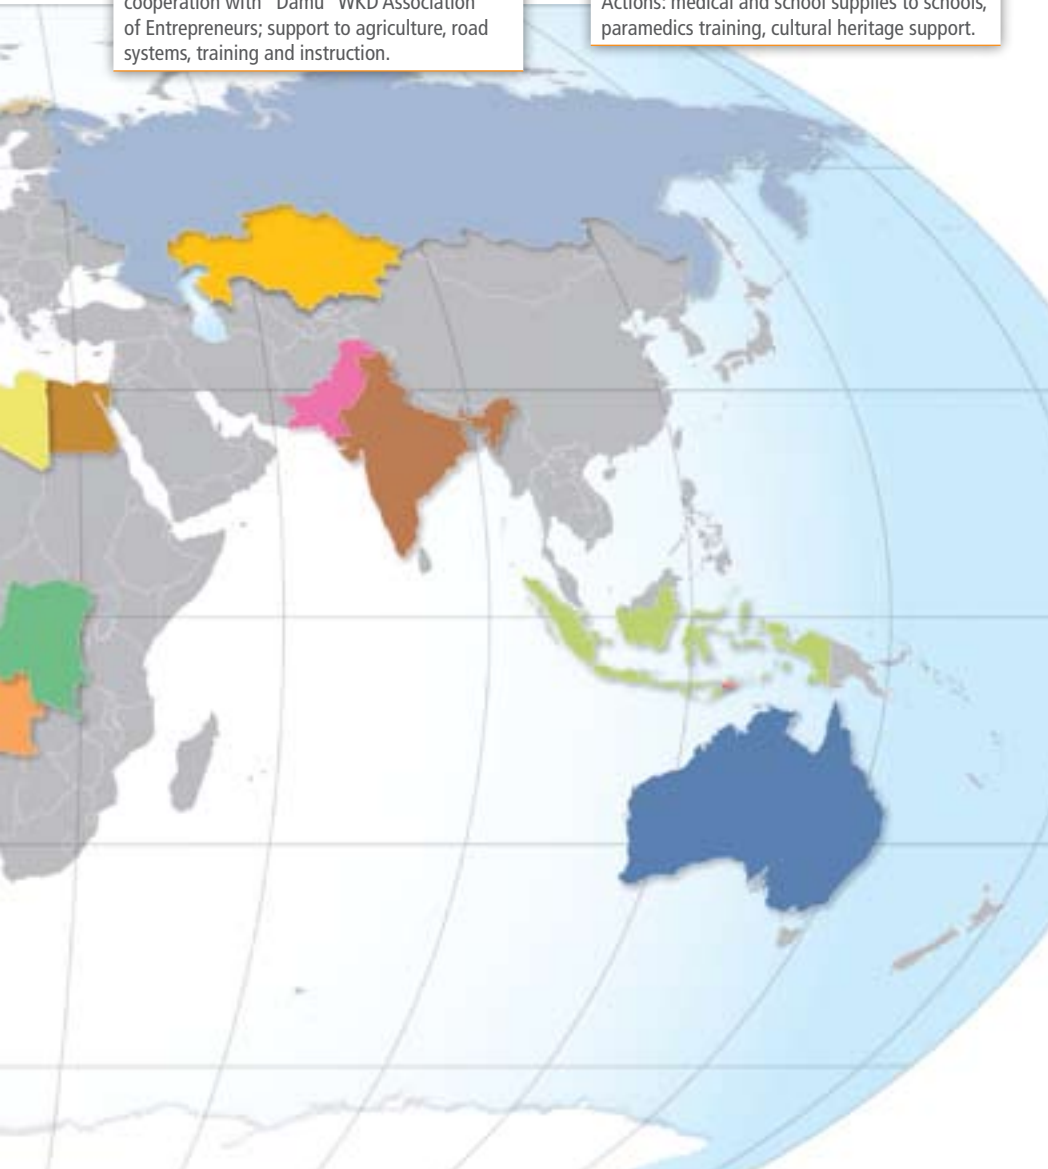 cooperation with "Damu" WKD Association
of Entrepreneurs; support to agriculture, road
systems, training and instruction.
Actions: medical and school supplies to schools,
paramedics training, cultural heritage support.